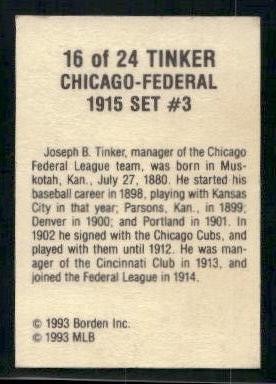 16 of 24 TINKER
CHICAGO-FEDERAL
1915 SET #3
Joseph B. Tinker, manager of the Chicago
Federal League team, was born in Mus-
kotah, Kan., July 27, 1880. He started his
baseball career in 1898, playing with Kansas
City in that year; Parsons, Kan., in 1899;
Denver in 1900; and Portland in 1901. In
1902 he signed with the Chicago Cubs, and
played with them until 1912. He was man-
ager of the Cincinnati Club in 1913, and
joined the Federal League in 1914.
© 1993 Borden Inc.
© 1993 MLB